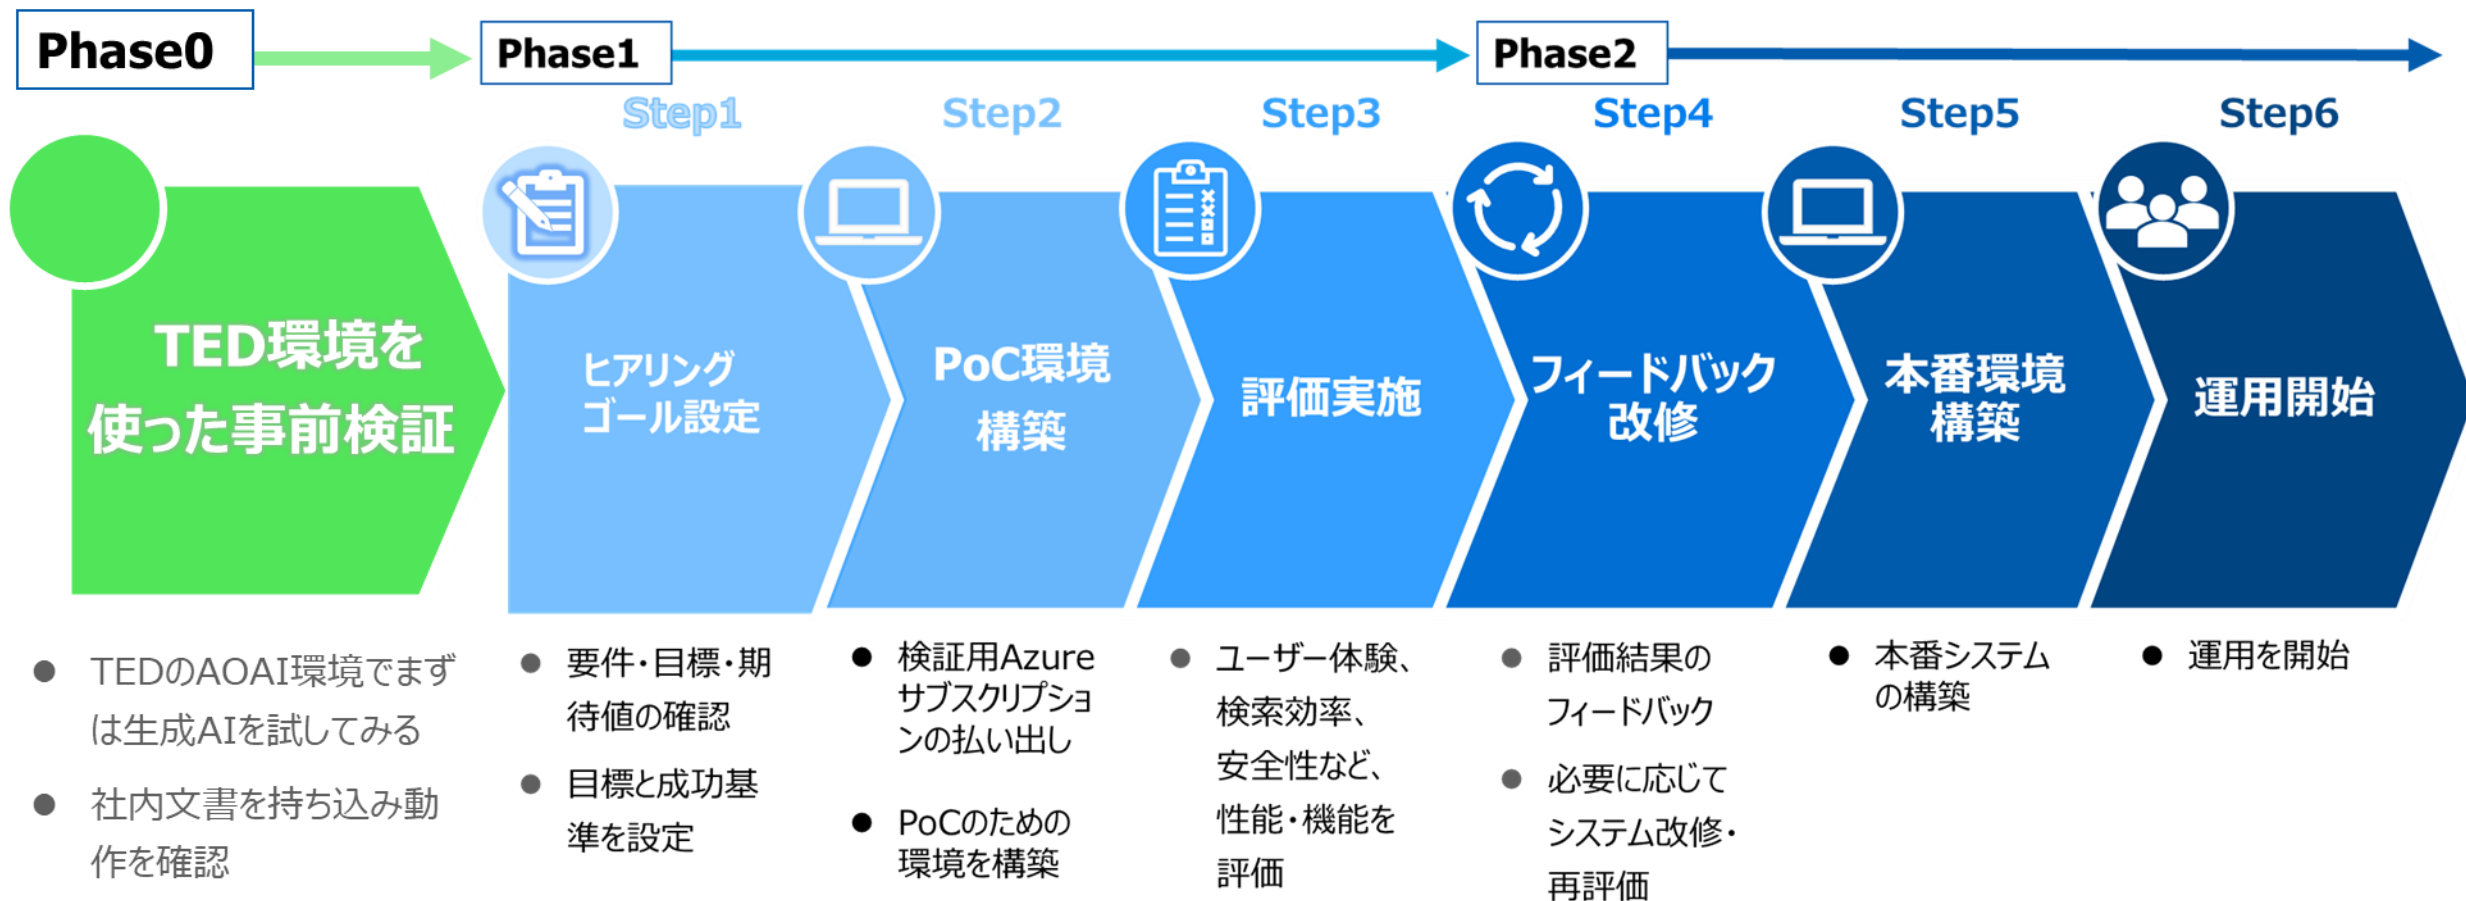 Phase0
Phase1
Phase2
Step1
Step2
Step3
Step4
Step5
Step6
TED環境を
使った事前検証
ヒアリング
ゴール設定
PoC環境
構築
評価実施
フィードバック
改修
本番環境
構築
運用開始
● TEDのAOAI環境でまず
は生成AIを試してみる
● 社内文書を持ち込み動
作を確認
● 要件・目標・期
待値の確認
● 目標と成功基
準を設定
● 検証用Azure
サブスクリプショ
ンの払い出し
● PoCのための
環境を構築
● ユーザー体験、
検索効率、
安全性など、
性能・機能を
評価
● 評価結果の
フィードバック
● 必要に応じて
システム改修・
再評価
● 本番システム
の構築
● 運用を開始